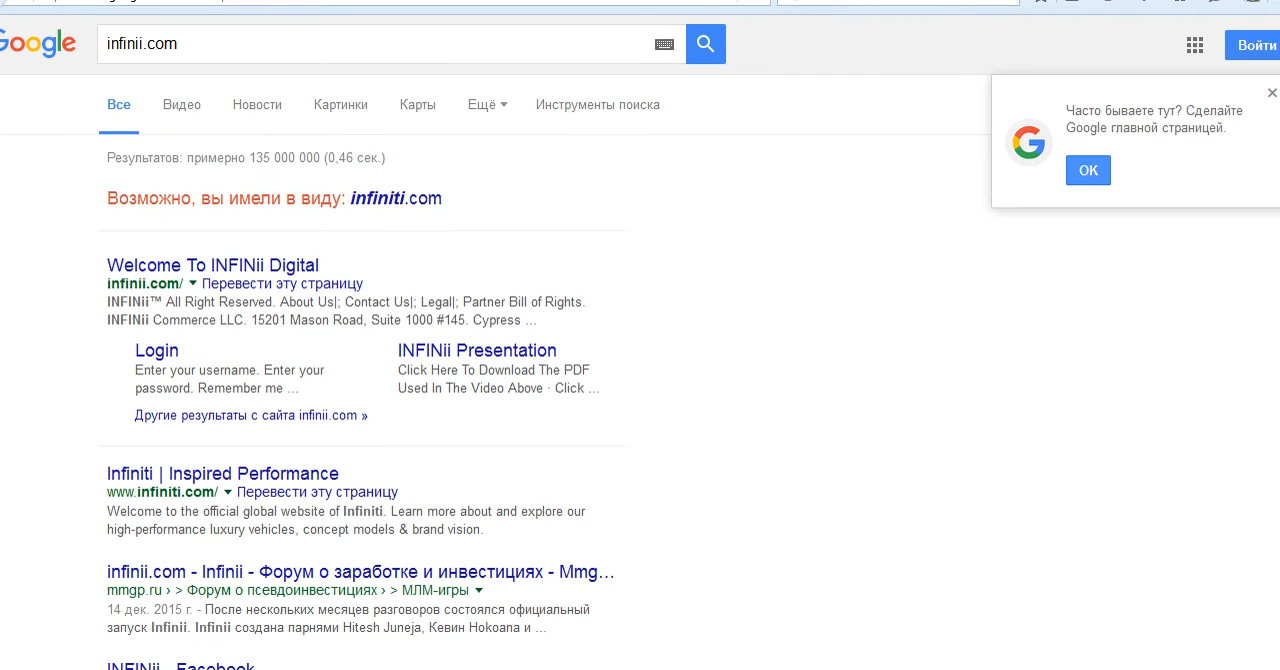 Google
infinii.com
Войти
Все Видео Новости Картинки Карты Ещё Инструменты поиска
Часто бываете тут? Сделайте
Google главной страницей.
ОК
Результатов: примерно 135 000 000 (0,46 сек.)
Возможно, вы имели в виду: infiniti.com
Welcome To INFINii Digital
infinii.com/ Перевести эту страницу
INFINii™ All Right Reserved. About Us|; Contact Us|; Legal|; Partner Bill of Rights.
INFINii Commerce LLC. 15201 Mason Road, Suite 1000 #145. Cypress ...
Login
Enter your username. Enter your
password. Remember me ...
INFINii Presentation
Click Here To Download The PDF
Used In The Video Above · Click ...
Другие результаты с сайта infinii.com »
Infiniti | Inspired Performance
www.infiniti.com/ Перевести эту страницу
Welcome to the official global website of Infiniti. Learn more about and explore our
high-performance luxury vehicles, concept models & brand vision.
infinii.com - Infinii - Форум о заработке и инвестициях - Mmg...
mmgp.ru › > Форум о псевдоинвестициях › > МЛМ-игры
14 дек. 2015 г. - После нескольких месяцев разговоров состоялся официальный
запуск Infinii. Infinii создана парнями Hitesh Juneja, Кевин Hokoana и ...
INFINii - Facebook